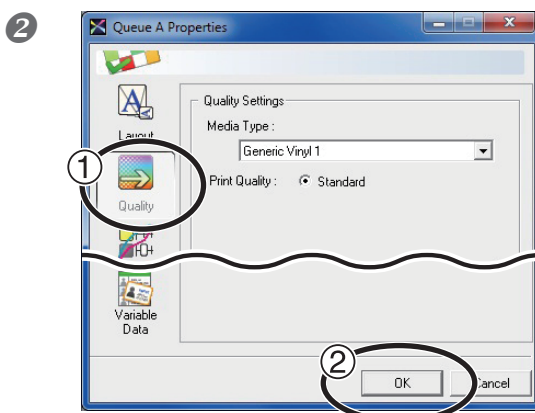 2
Queue A Properties
Quality Settings
Layout
Media Type :
Generic Vinyl 1
1
Print Quality : Standard
Quality
Variable
Data
2
OK
Cancel